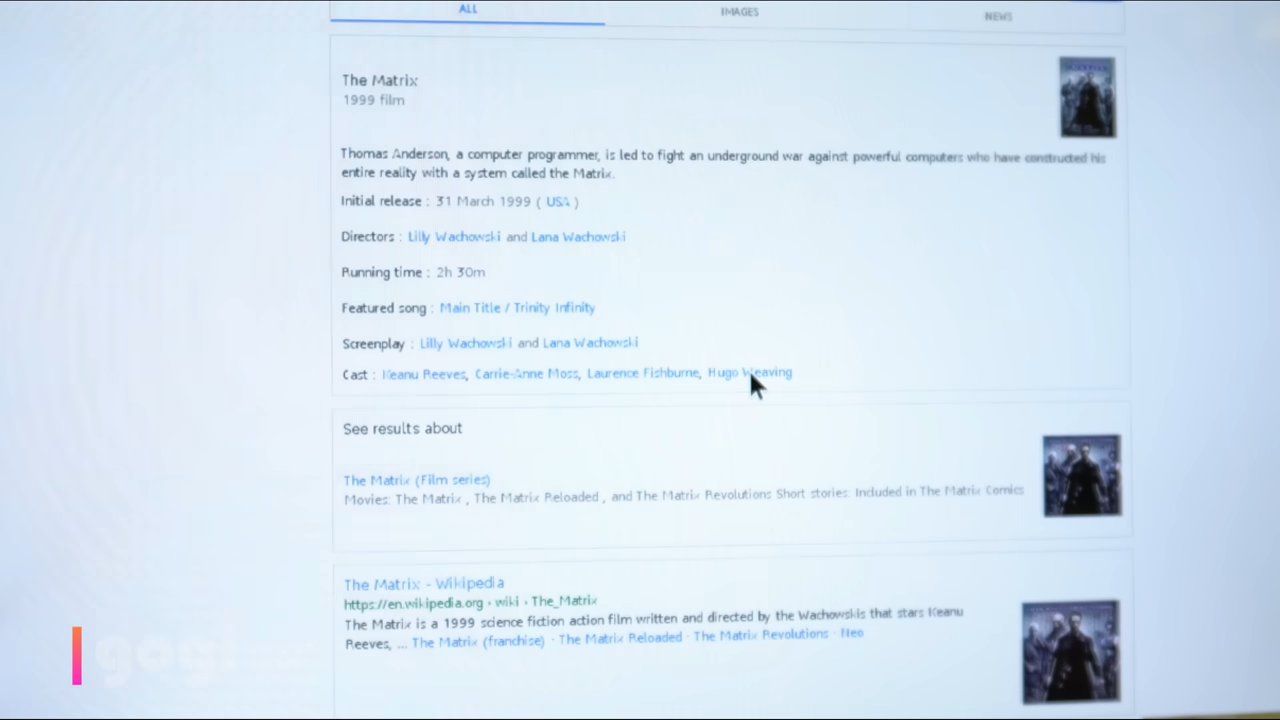 ALL
IMAGES
NEWS
The Matrix
1999 film
Thomas Anderson, a computer programmer, is led to fight an underground war against powerful computers who have constructed his
entire reality with a system called the Matrix.
Initial release : 31 March 1999 ( USA )
Directors : Lilly Wachowski and Lana Wachowski
Running time : 2h 30m
Featured song : Main Title / Trinity Infinity
Screenplay : Lilly Wachowski and Lana Wachowski
Cast : Keanu Reeves, Carrie-Anne Moss, Laurence Fishburne, Hugo Weaving
See results about
The Matrix (Film series)
Movies: The Matrix , The Matrix Reloaded , and The Matrix Revolutions Short stories: Included in The Matrix Comics
The Matrix - Wikipedia
https://en.wikipedia.org › wiki › The_Matrix
The Matrix is a 1999 science fiction action film written and directed by the Wachowskis that stars Keanu
Reeves, ... The Matrix (franchise) · The Matrix Reloaded · The Matrix Revolutions · Neo